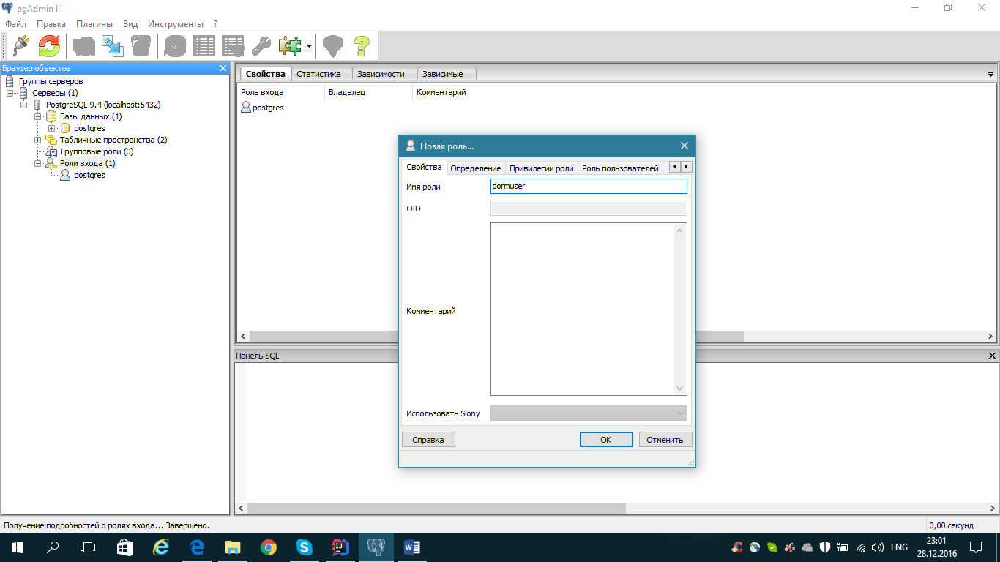 pgAdmin III
Файл Правка Плагины Вид Инструменты ?
Браузер объектов
Группы серверов
Серверы (1)
PostgreSQL 9.4 (localhost:5432)
Базы данных (1)
postgres
Табличные пространства (2)
Групповые роли (0)
Роли входа (1)
postgres
Свойства Статистика Зависимости Зависимые
Роль входа Владелец Комментарий
postgres
Новая роль...
Свойства Определение Привилегии роли Роль пользователей
Имя роли dormuser
OID
Комментарий
Использовать Slony
Справка OK Отменить
Панель SQL
Получение подробностей о ролях входа... Завершено. 0,00 секунд
ENG 23:01
28.12.2016